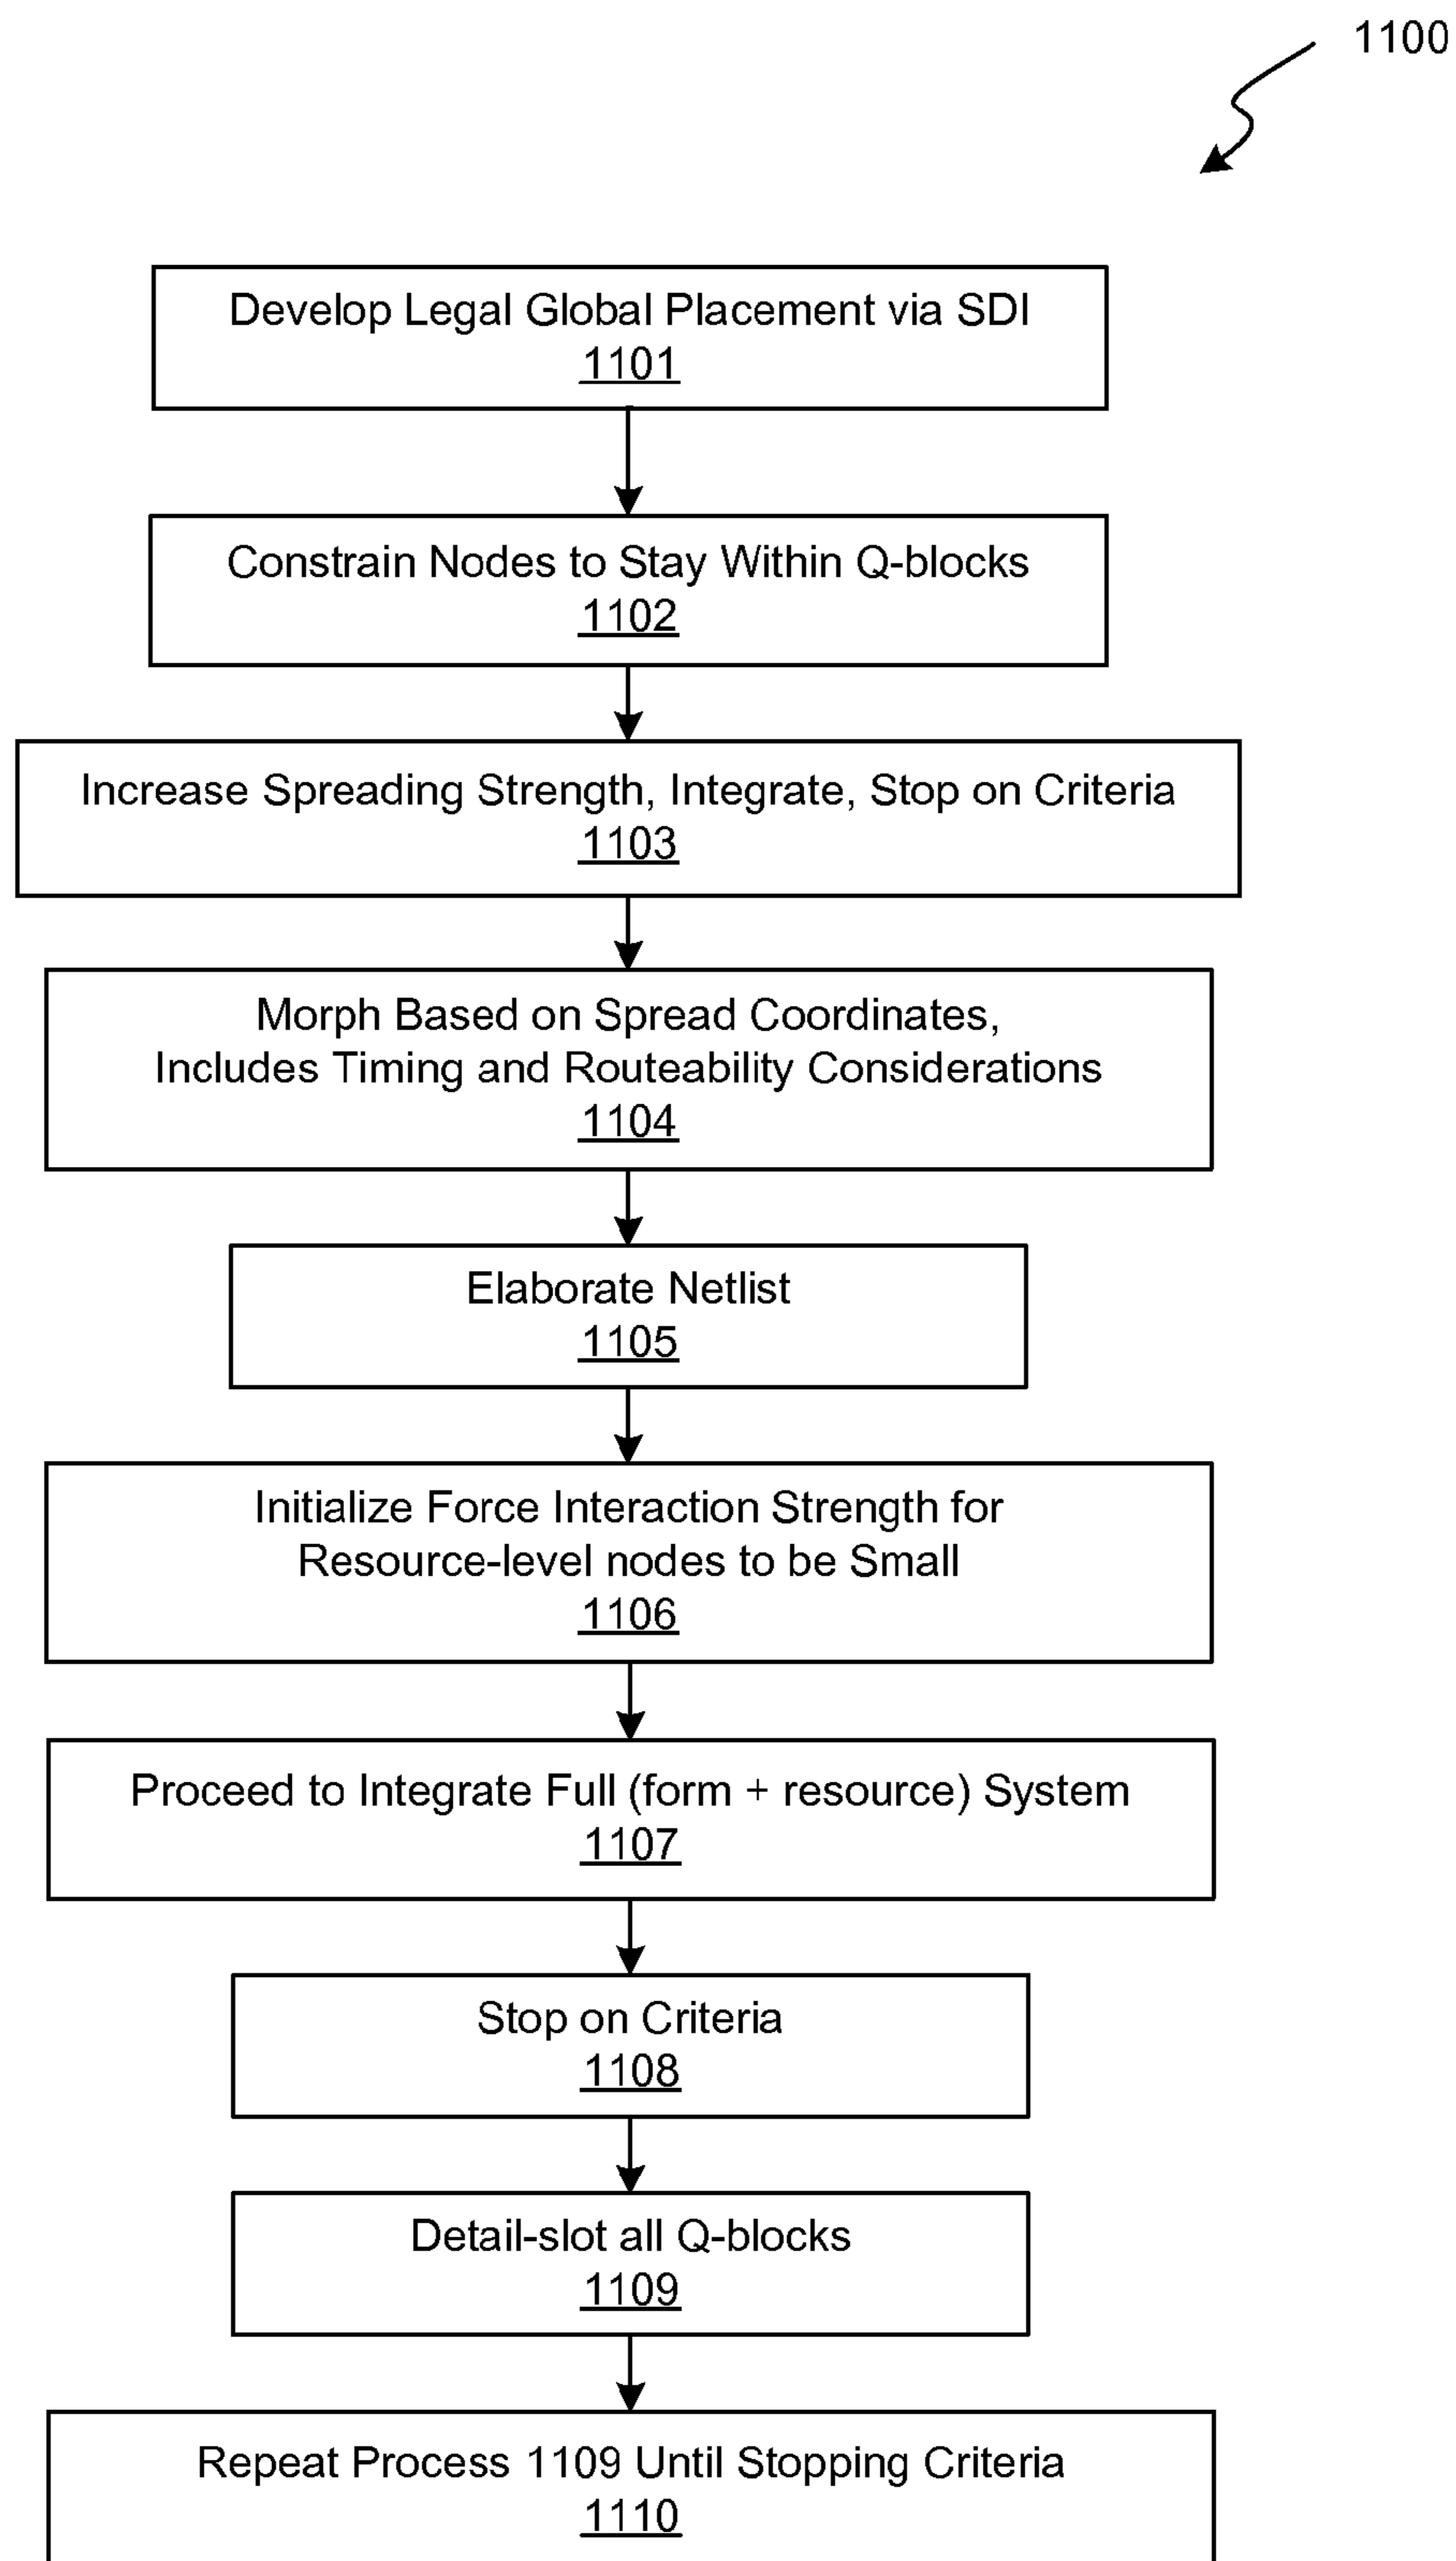 1100
Develop Legal Global Placement via SDI
1101
Constrain Nodes to Stay Within Q-blocks
1102
Increase Spreading Strength, Integrate, Stop on Criteria
1103
Morph Based on Spread Coordinates,
Includes Timing and Routeability Considerations
1104
Elaborate Netlist
1105
Initialize Force Interaction Strength for
Resource-level nodes to be Small
1106
Proceed to Integrate Full (form + resource) System
1107
Stop on Criteria
1108
Detail-slot all Q-blocks
1109
Repeat Process 1109 Until Stopping Criteria
1110